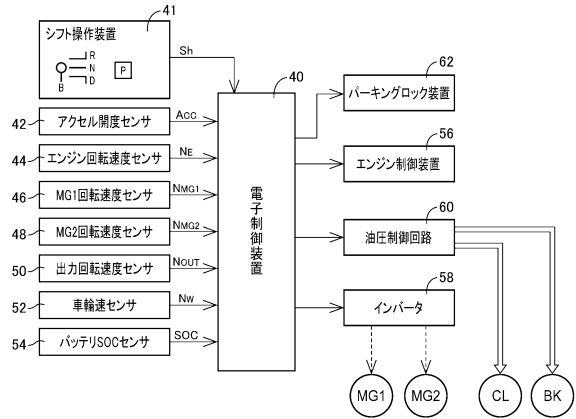 41
シフト操作装置
R
N
D
B
P
Sh
40
42
アクセル開度センサ
ACC
44
エンジン回転速度センサ
NE
46
MG1回転速度センサ
NMG1
48
MG2回転速度センサ
NMG2
50
出力回転速度センサ
NOUT
52
車輪速センサ
NW
54
バッテリSOCセンサ
SOC
電子制御装置
62
パーキングロック装置
56
エンジン制御装置
60
油圧制御回路
58
インバータ
MG1
MG2
CL
BK